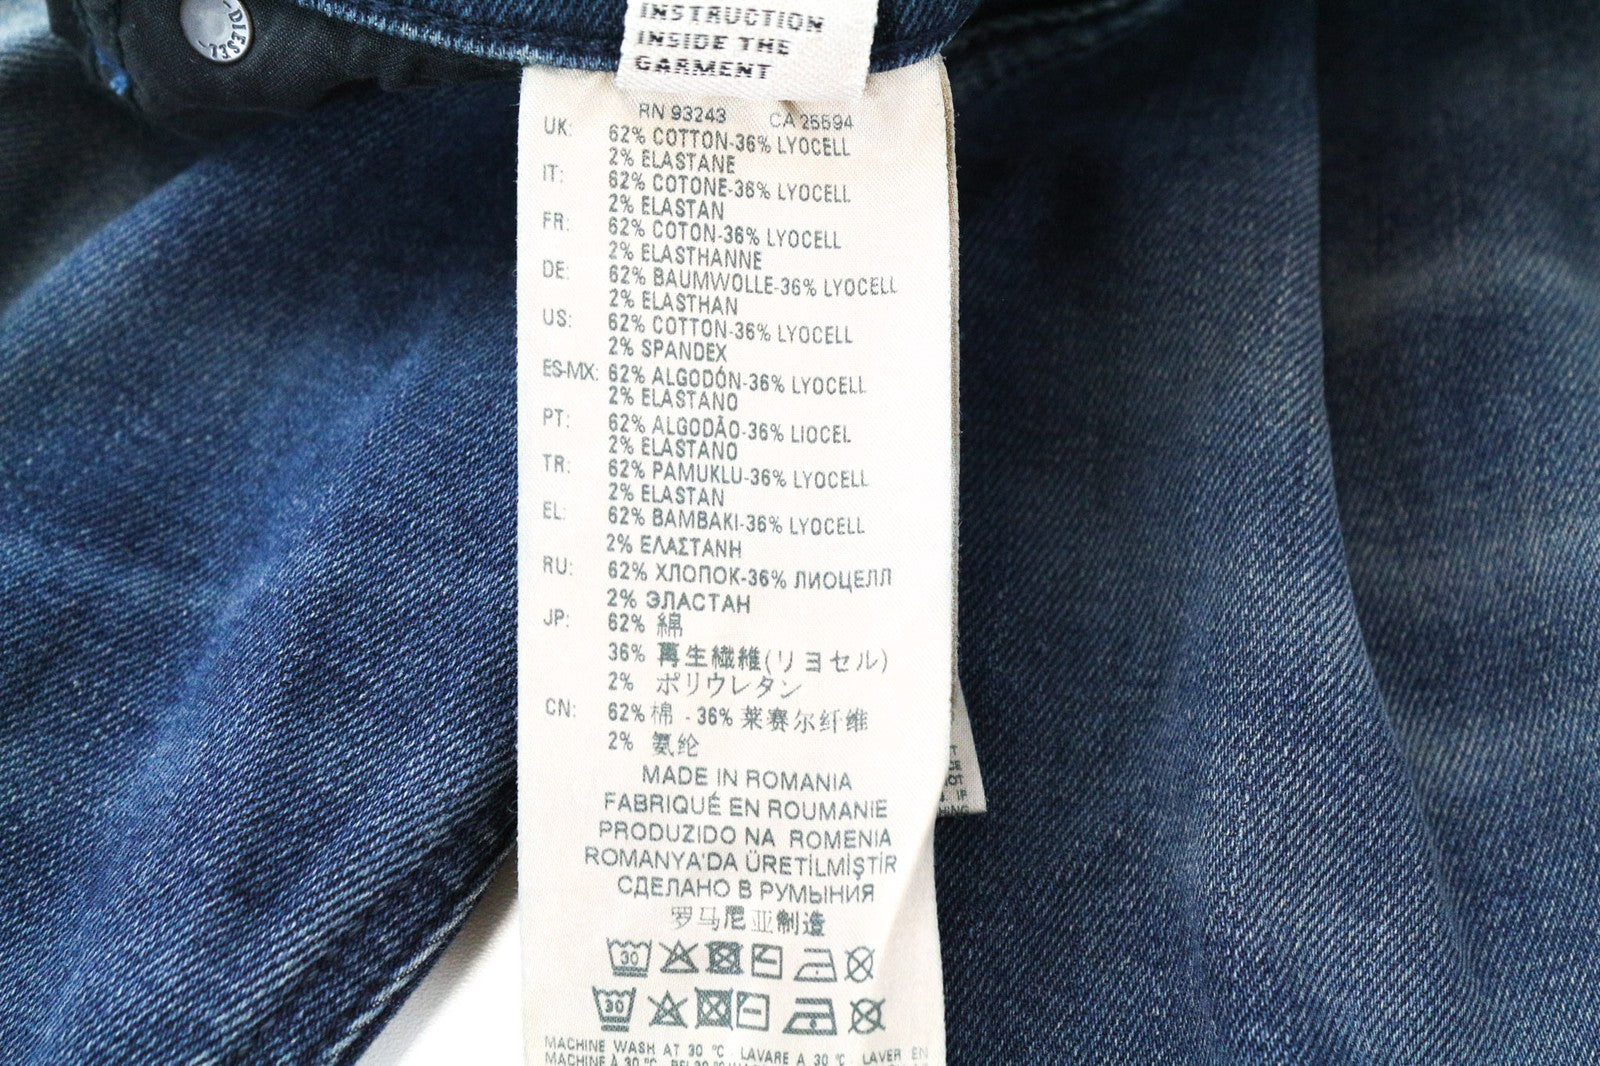 DIESEL
INSTRUCTION
INSIDE THE
GARMENT
RN 93243 CA 25594
UK: 62% COTTON-36% LYOCELL
2% ELASTANE
IT: 62% COTONE-36% LYOCELL
2% ELASTAN
FR: 62% COTON-36% LYOCELL
2% ELASTHANNE
DE: 62% BAUMWOLLE-36% LYOCELL
2% ELASTHAN
US: 62% COTTON-36% LYOCELL
2% SPANDEX
ES-MX: 62% ALGODÓN-36% LYOCELL
2% ELASTANO
PT: 62% ALGODÃO-36% LIOCEL
2% ELASTANO
TR: 62% PAMUKLU-36% LYOCELL
2% ELASTAN
EL: 62% BAMBAKI-36% LYOCELL
2% ΕΛΑΣΤΑΝΗ
RU: 62% ХЛОПОК-36% ЛИОЦЕЛЛ
2% ЭЛАСТАН
JP: 62% 綿
36% 再生繊維(リヨセル)
2% ポリウレタン
CN: 62% 棉 - 36% 莱赛尔纤维
2% 氨纶
MADE IN ROMANIA
FABRIQUÉ EN ROUMANIE
PRODUZIDO NA ROMENIA
ROMANYA'DA ÜRETİLMİŞTİR
СДЕЛАНО В РУМЫНИЯ
罗马尼亚制造
30
30
MACHINE WASH AT 30 °C LAVARE A 30 °C LAVER EN
MACHINE À 30 °C